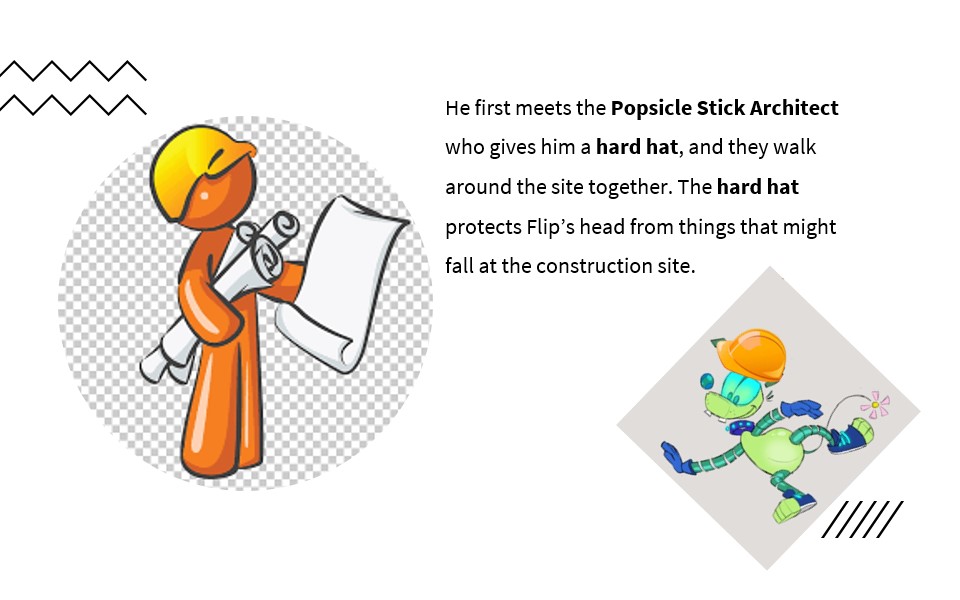 He first meets the Popsicle Stick Architect
who gives him a hard hat, and they walk
around the site together. The hard hat
protects Flip’s head from things that might
fall at the construction site.